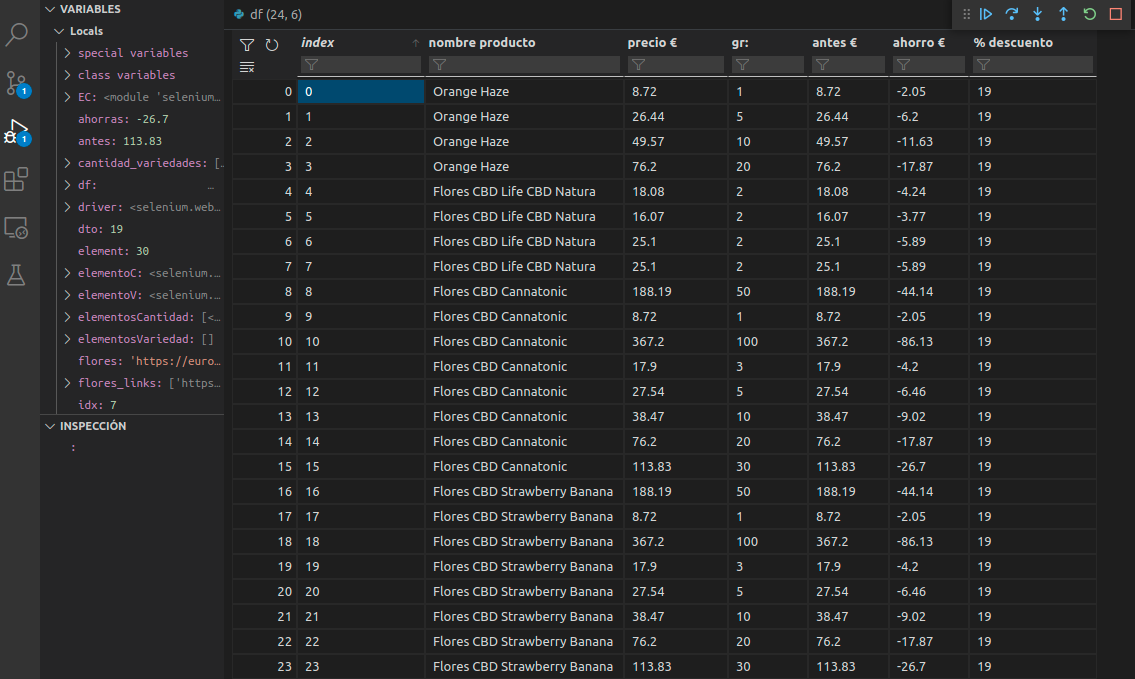 VARIABLES
Locals
special variables
class variables
EC: <module 'selenium…
ahorras: -26.7
antes: 113.83
cantidad_variedades: […
df: …
driver: <selenium.web…
dto: 19
element: 30
elementoC: <selenium.…
elementoV: <selenium.…
elementosCantidad: [<…
elementosVariedad: []
flores: 'https://euro…
flores_links: ['https…
idx: 7
INSPECCIÓN
:
1
1
df (24, 6)
index nombre producto precio € gr: antes € ahorro € % descuento
0 0 Orange Haze 8.72 1 8.72 -2.05 19
1 1 Orange Haze 26.44 5 26.44 -6.2 19
2 2 Orange Haze 49.57 10 49.57 -11.63 19
3 3 Orange Haze 76.2 20 76.2 -17.87 19
4 4 Flores CBD Life CBD Natura 18.08 2 18.08 -4.24 19
5 5 Flores CBD Life CBD Natura 16.07 2 16.07 -3.77 19
6 6 Flores CBD Life CBD Natura 25.1 2 25.1 -5.89 19
7 7 Flores CBD Life CBD Natura 25.1 2 25.1 -5.89 19
8 8 Flores CBD Cannatonic 188.19 50 188.19 -44.14 19
9 9 Flores CBD Cannatonic 8.72 1 8.72 -2.05 19
10 10 Flores CBD Cannatonic 367.2 100 367.2 -86.13 19
11 11 Flores CBD Cannatonic 17.9 3 17.9 -4.2 19
12 12 Flores CBD Cannatonic 27.54 5 27.54 -6.46 19
13 13 Flores CBD Cannatonic 38.47 10 38.47 -9.02 19
14 14 Flores CBD Cannatonic 76.2 20 76.2 -17.87 19
15 15 Flores CBD Cannatonic 113.83 30 113.83 -26.7 19
16 16 Flores CBD Strawberry Banana 188.19 50 188.19 -44.14 19
17 17 Flores CBD Strawberry Banana 8.72 1 8.72 -2.05 19
18 18 Flores CBD Strawberry Banana 367.2 100 367.2 -86.13 19
19 19 Flores CBD Strawberry Banana 17.9 3 17.9 -4.2 19
20 20 Flores CBD Strawberry Banana 27.54 5 27.54 -6.46 19
21 21 Flores CBD Strawberry Banana 38.47 10 38.47 -9.02 19
22 22 Flores CBD Strawberry Banana 76.2 20 76.2 -17.87 19
23 23 Flores CBD Strawberry Banana 113.83 30 113.83 -26.7 19